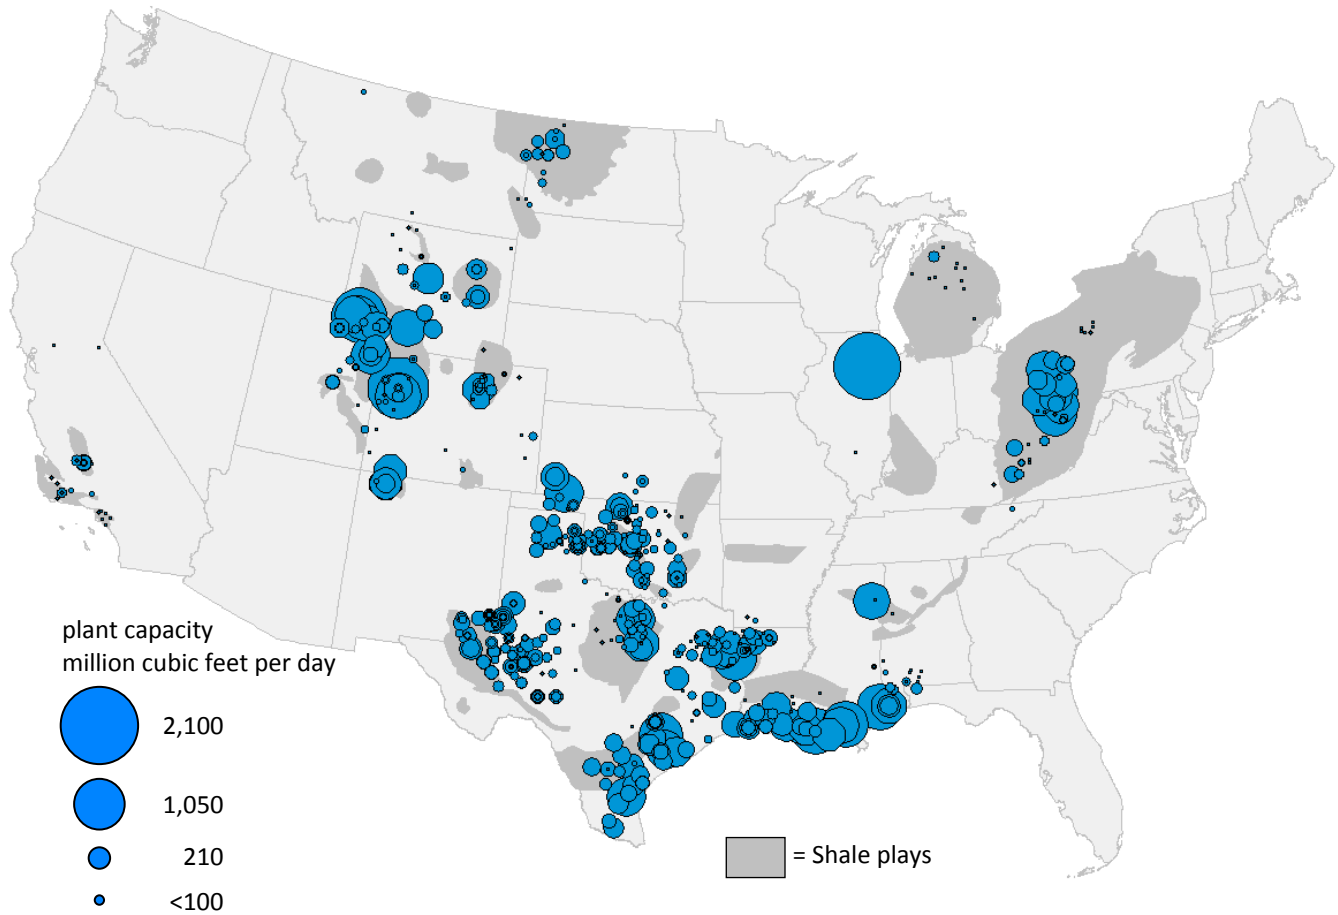 plant capacity
million cubic feet per day
2,100
1,050
210
<100
= Shale plays